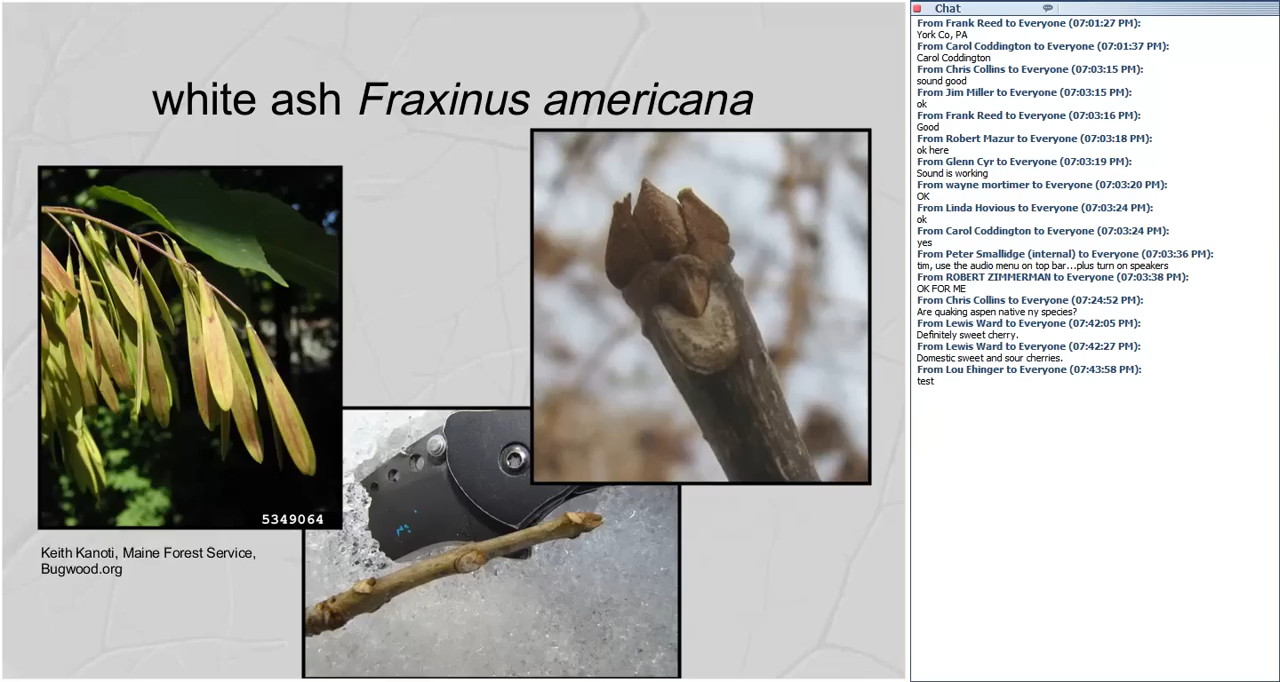 white ash Fraxinus americana
5349064
Keith Kanoti, Maine Forest Service,
Bugwood.org
Chat
From Frank Reed to Everyone (07:01:27 PM):
York Co, PA
From Carol Coddington to Everyone (07:01:37 PM):
Carol Coddington
From Chris Collins to Everyone (07:03:15 PM):
sound good
From Jim Miller to Everyone (07:03:15 PM):
ok
From Frank Reed to Everyone (07:03:16 PM):
Good
From Robert Mazur to Everyone (07:03:18 PM):
ok here
From Glenn Cyr to Everyone (07:03:19 PM):
Sound is working
From wayne mortimer to Everyone (07:03:20 PM):
OK
From Linda Hovious to Everyone (07:03:24 PM):
ok
From Carol Coddington to Everyone (07:03:24 PM):
yes
From Peter Smallidge (internal) to Everyone (07:03:36 PM):
tim, use the audio menu on top bar...plus turn on speakers
From ROBERT ZIMMERMAN to Everyone (07:03:38 PM):
OK FOR ME
From Chris Collins to Everyone (07:24:52 PM):
Are quaking aspen native ny species?
From Lewis Ward to Everyone (07:42:05 PM):
Definitely sweet cherry.
From Lewis Ward to Everyone (07:42:27 PM):
Domestic sweet and sour cherries.
From Lou Ehinger to Everyone (07:43:58 PM):
test